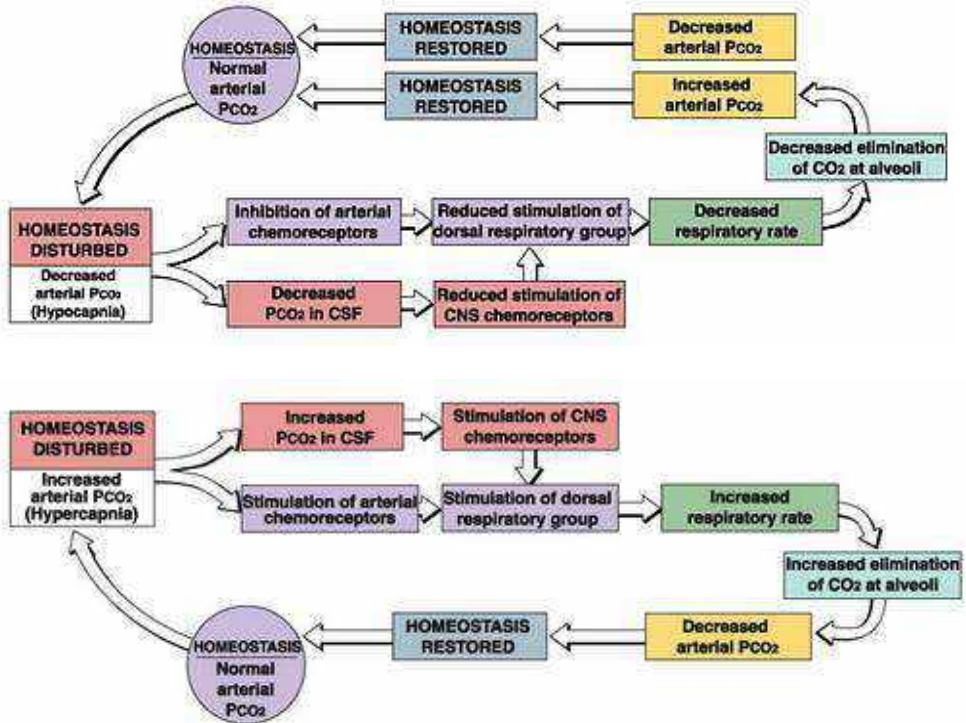 HOMEOSTASIS
Normal
arterial
PCO2
HOMEOSTASIS
RESTORED
Decreased
arterial PCO2
HOMEOSTASIS
RESTORED
Increased
arterial PCO2
Decreased elimination
of CO2 at alveoli
HOMEOSTASIS
DISTURBED
Decreased
arterial PCO2
(Hypocapnia)
Inhibition of arterial
chemoreceptors
Reduced stimulation of
dorsal respiratory group
Decreased
respiratory rate
Decreased
PCO2 in CSF
Reduced stimulation of
CNS chemoreceptors
HOMEOSTASIS
DISTURBED
Increased
arterial PCO2
(Hypercapnia)
Increased
PCO2 in CSF
Stimulation of CNS
chemoreceptors
Stimulation of arterial
chemoreceptors
Stimulation of dorsal
respiratory group
Increased
respiratory rate
Increased elimination
of CO2 at alveoli
Decreased
arterial PCO2
HOMEOSTASIS
RESTORED
HOMEOSTASIS
Normal
arterial
PCO2